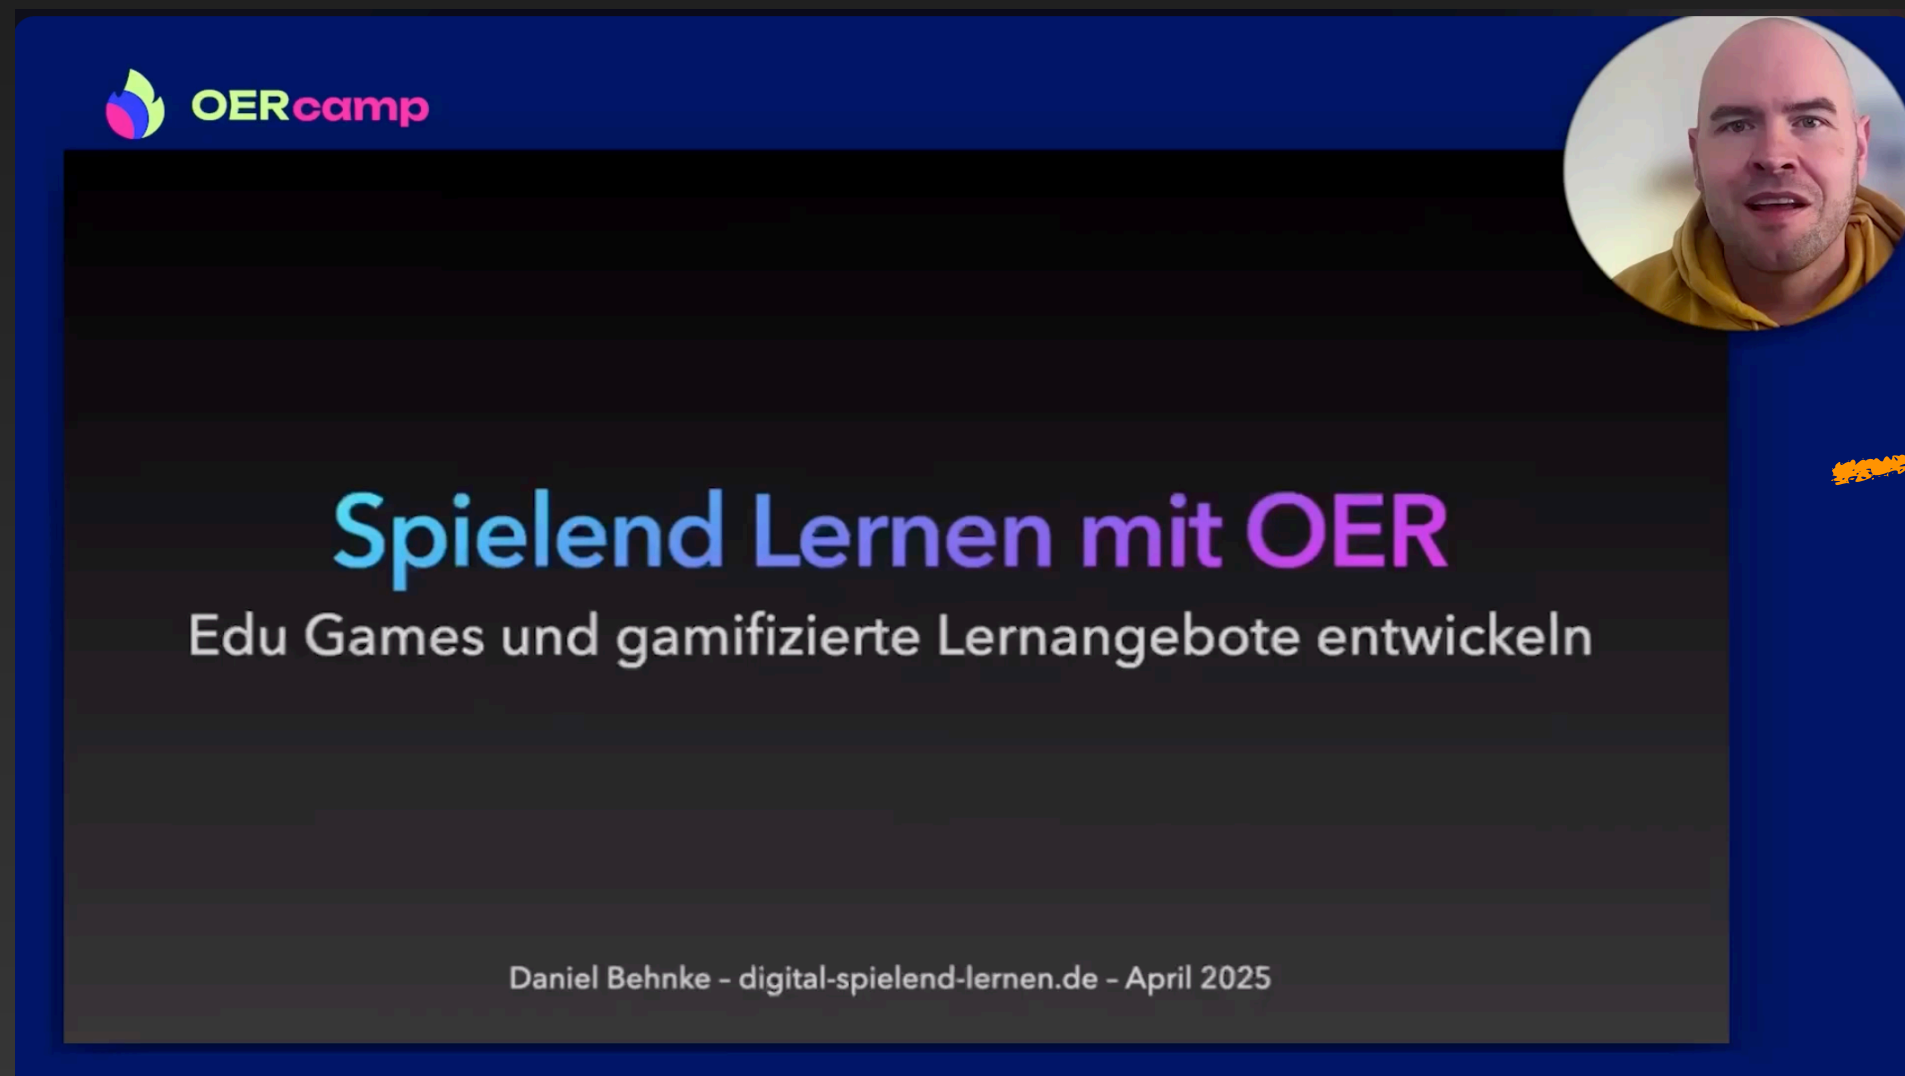 OERcamp
Spielend Lernen mit OER
Edu Games und gamifizierte Lernangebote entwickeln
Daniel Behnke – digital-spielend-lernen.de – April 2025